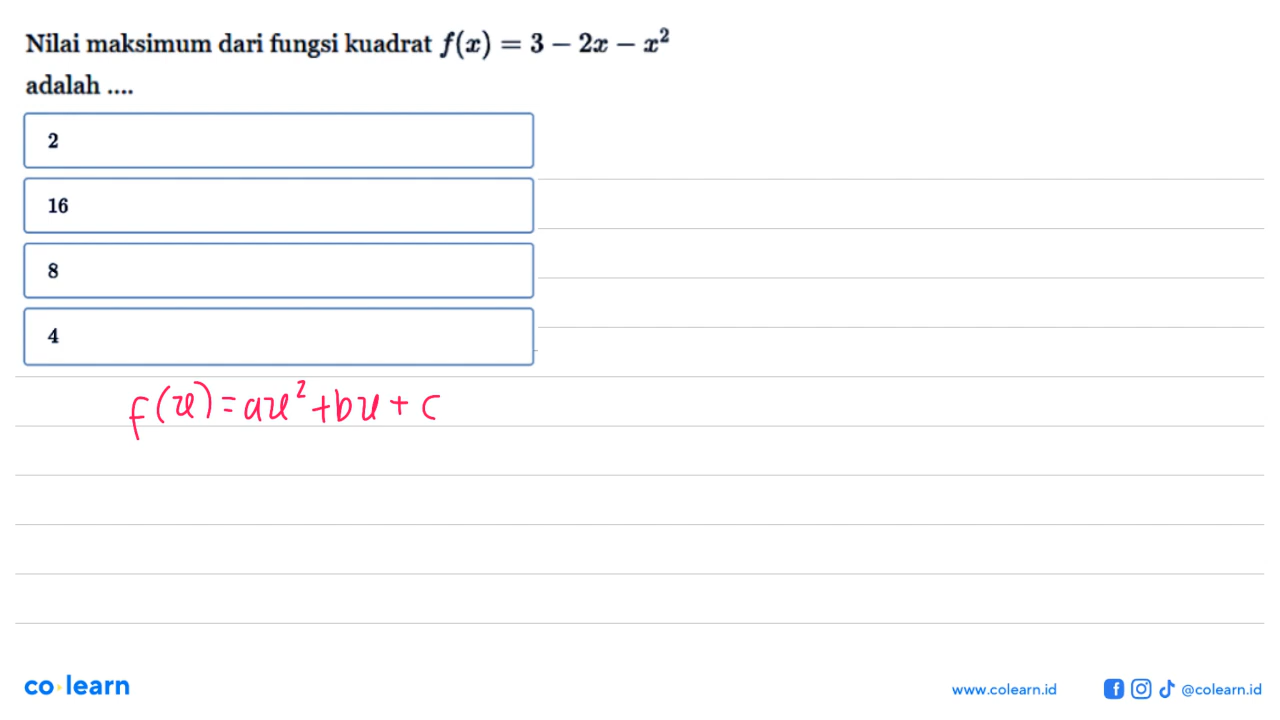 Nilai maksimum dari fungsi kuadrat f(x) = 3 − 2x − x²
adalah ....
2
16
8
4
f(x) = ax² + bx + c
co learn
www.colearn.id
@colearn.id